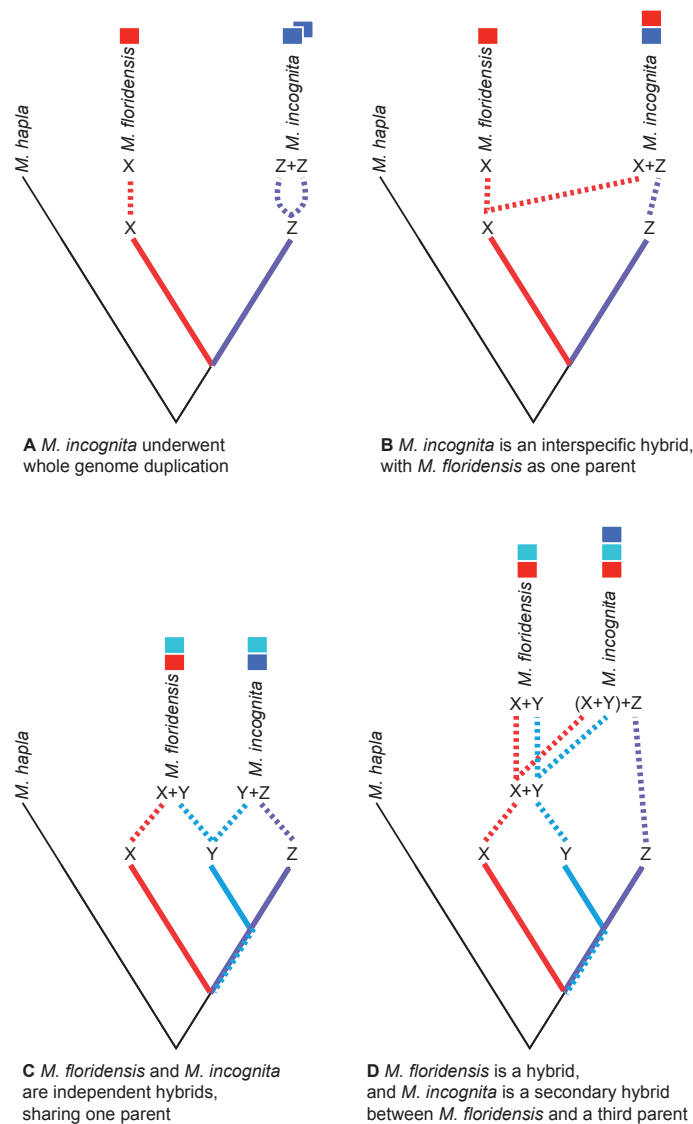 M. hapla
M. floridensis
M. incognita
X
Z+Z
X
Z
A M. incognita underwent
whole genome duplication
M. hapla
M. floridensis
M. incognita
X
X+Z
X
Z
B M. incognita is an interspecific hybrid,
with M. floridensis as one parent
M. hapla
M. floridensis
M. incognita
X+Y
Y+Z
X
Y
Z
C M. floridensis and M. incognita
are independent hybrids,
sharing one parent
M. hapla
M. floridensis
M. incognita
X+Y
(X+Y)+Z
X+Y
X
Y
Z
D M. floridensis is a hybrid,
and M. incognita is a secondary hybrid
between M. floridensis and a third parent